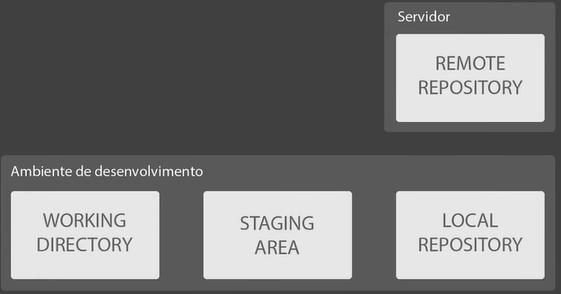 Servidor
REMOTE
REPOSITORY
Ambiente de desenvolvimento
WORKING
DIRECTORY
STAGING
AREA
LOCAL
REPOSITORY